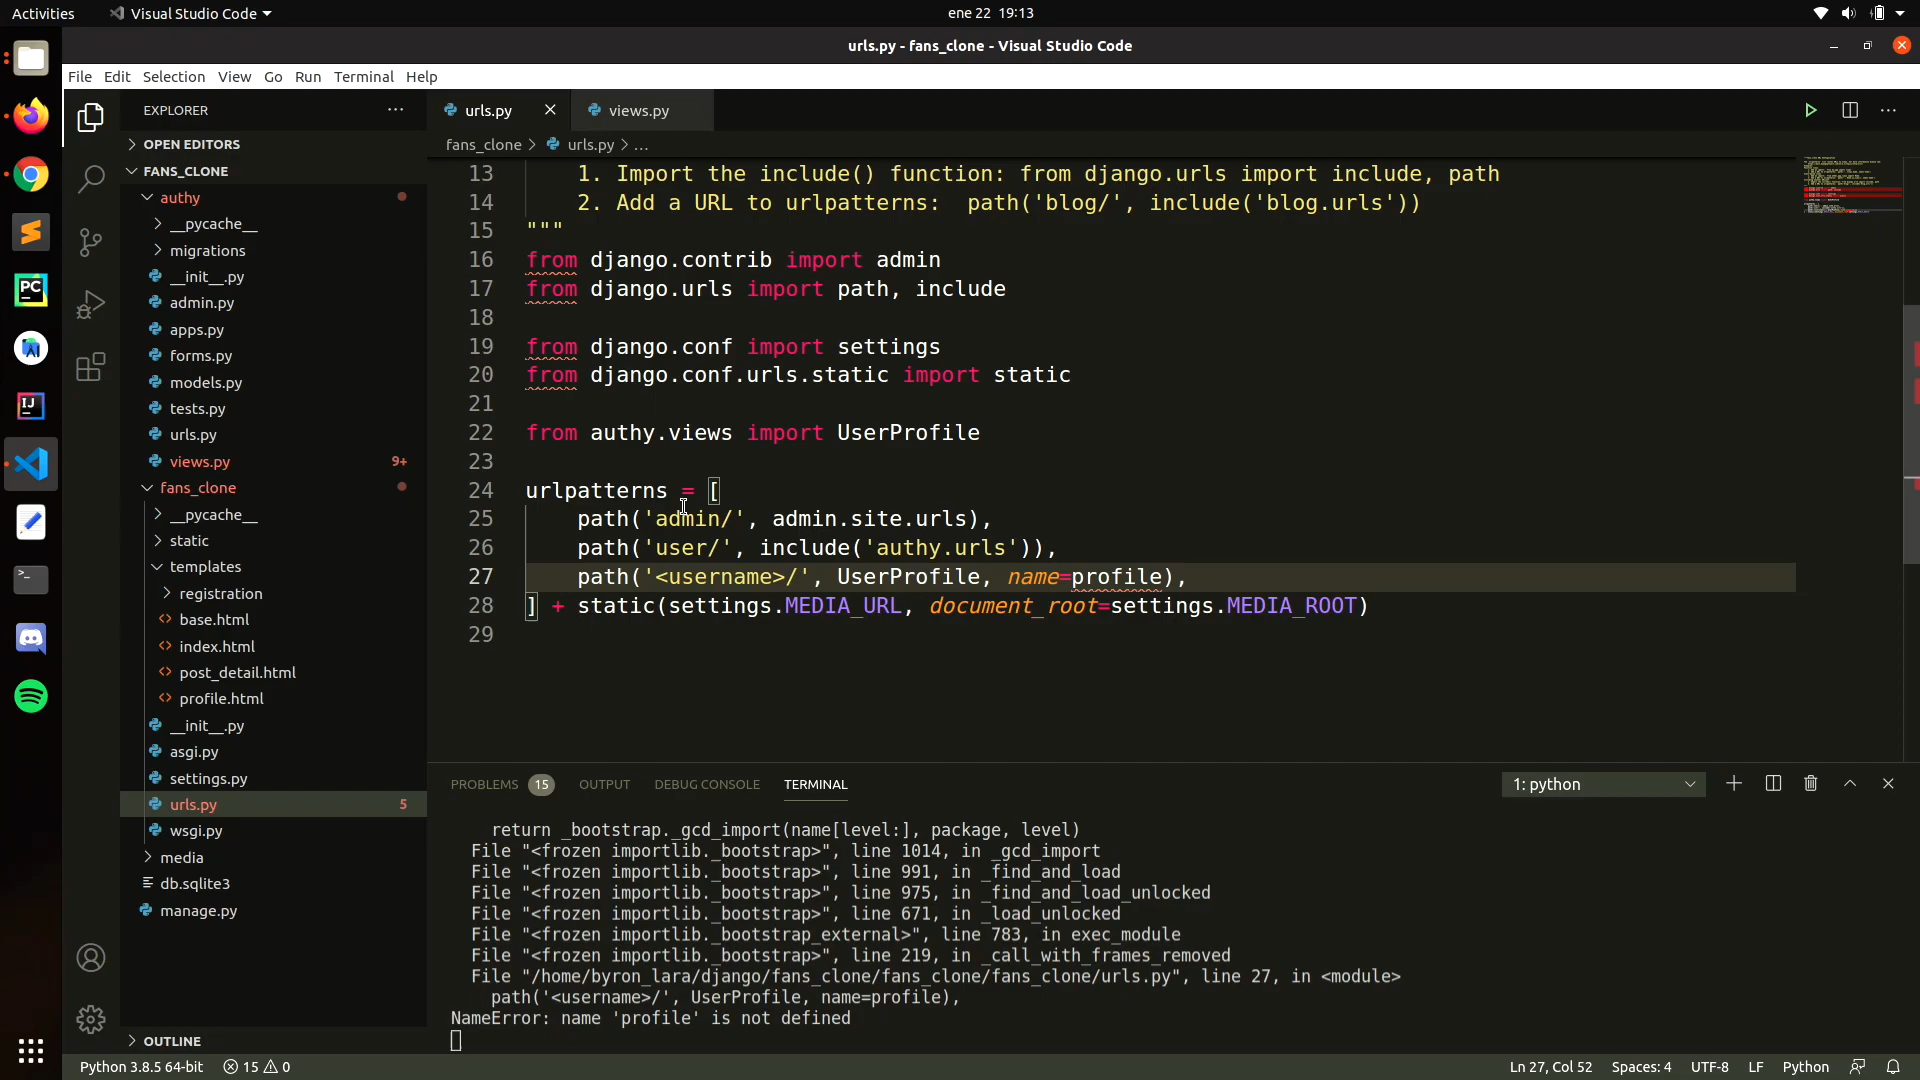 Activities
Visual Studio Code
ene 22 19:13
urls.py - fans_clone - Visual Studio Code
File Edit Selection View Go Run Terminal Help
EXPLORER
OPEN EDITORS
FANS_CLONE
authy
__pycache__
migrations
__init__.py
admin.py
apps.py
forms.py
models.py
tests.py
urls.py
views.py 9+
fans_clone
__pycache__
static
templates
registration
base.html
index.html
post_detail.html
profile.html
__init__.py
asgi.py
settings.py
urls.py 5
wsgi.py
media
db.sqlite3
manage.py
OUTLINE
urls.py
views.py
fans_clone > urls.py > ...
13 1. Import the include() function: from django.urls import include, path
14 2. Add a URL to urlpatterns:  path('blog/', include('blog.urls'))
15 """
16 from django.contrib import admin
17 from django.urls import path, include
18
19 from django.conf import settings
20 from django.conf.urls.static import static
21
22 from authy.views import UserProfile
23
24 urlpatterns = [
25 path('admin/', admin.site.urls),
26 path('user/', include('authy.urls')),
27 path('<username>/', UserProfile, name=profile),
28 ] + static(settings.MEDIA_URL, document_root=settings.MEDIA_ROOT)
29
PROBLEMS 15 OUTPUT DEBUG CONSOLE TERMINAL
1: python
return _bootstrap._gcd_import(name[level:], package, level)
File "<frozen importlib._bootstrap>", line 1014, in _gcd_import
File "<frozen importlib._bootstrap>", line 991, in _find_and_load
File "<frozen importlib._bootstrap>", line 975, in _find_and_load_unlocked
File "<frozen importlib._bootstrap>", line 671, in _load_unlocked
File "<frozen importlib._bootstrap_external>", line 783, in exec_module
File "<frozen importlib._bootstrap>", line 219, in _call_with_frames_removed
File "/home/byron_lara/django/fans_clone/fans_clone/fans_clone/urls.py", line 27, in <module>
path('<username>/', UserProfile, name=profile),
NameError: name 'profile' is not defined
Python 3.8.5 64-bit
15 0
Ln 27, Col 52
Spaces: 4
UTF-8
LF
Python